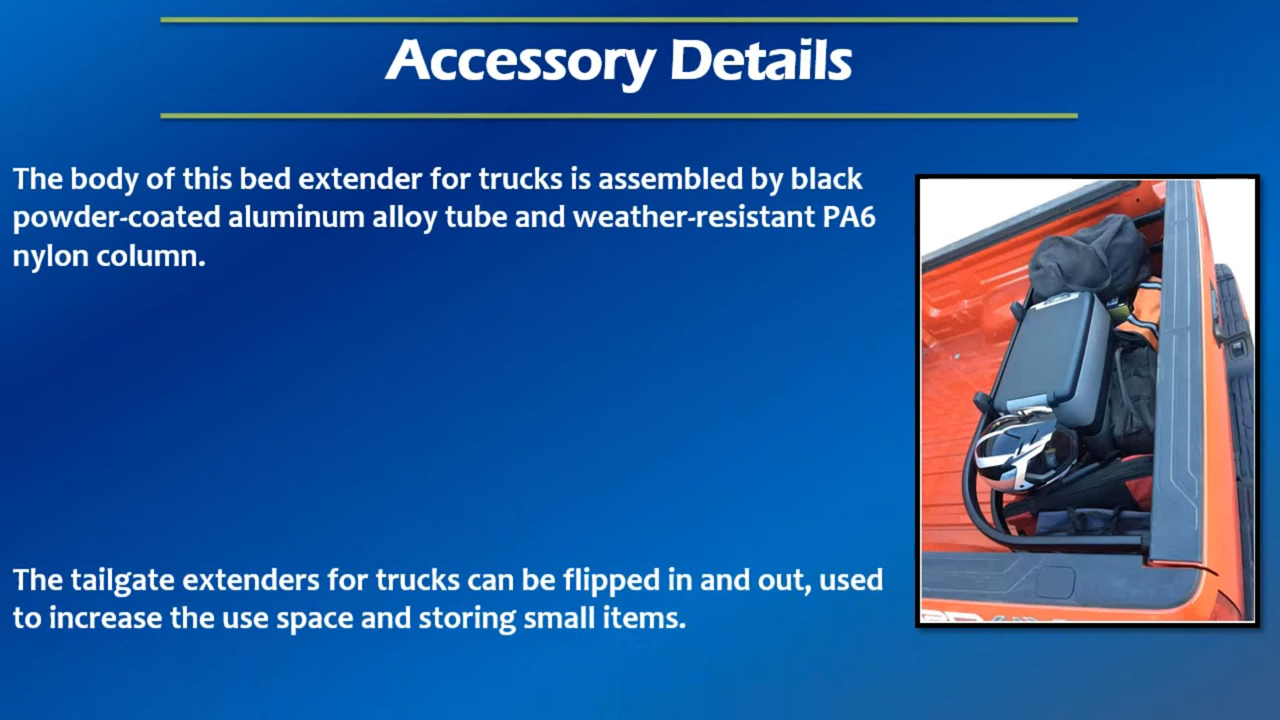 Accessory Details
The body of this bed extender for trucks is assembled by black
powder-coated aluminum alloy tube and weather-resistant PA6
nylon column.
The tailgate extenders for trucks can be flipped in and out, used
to increase the use space and storing small items.